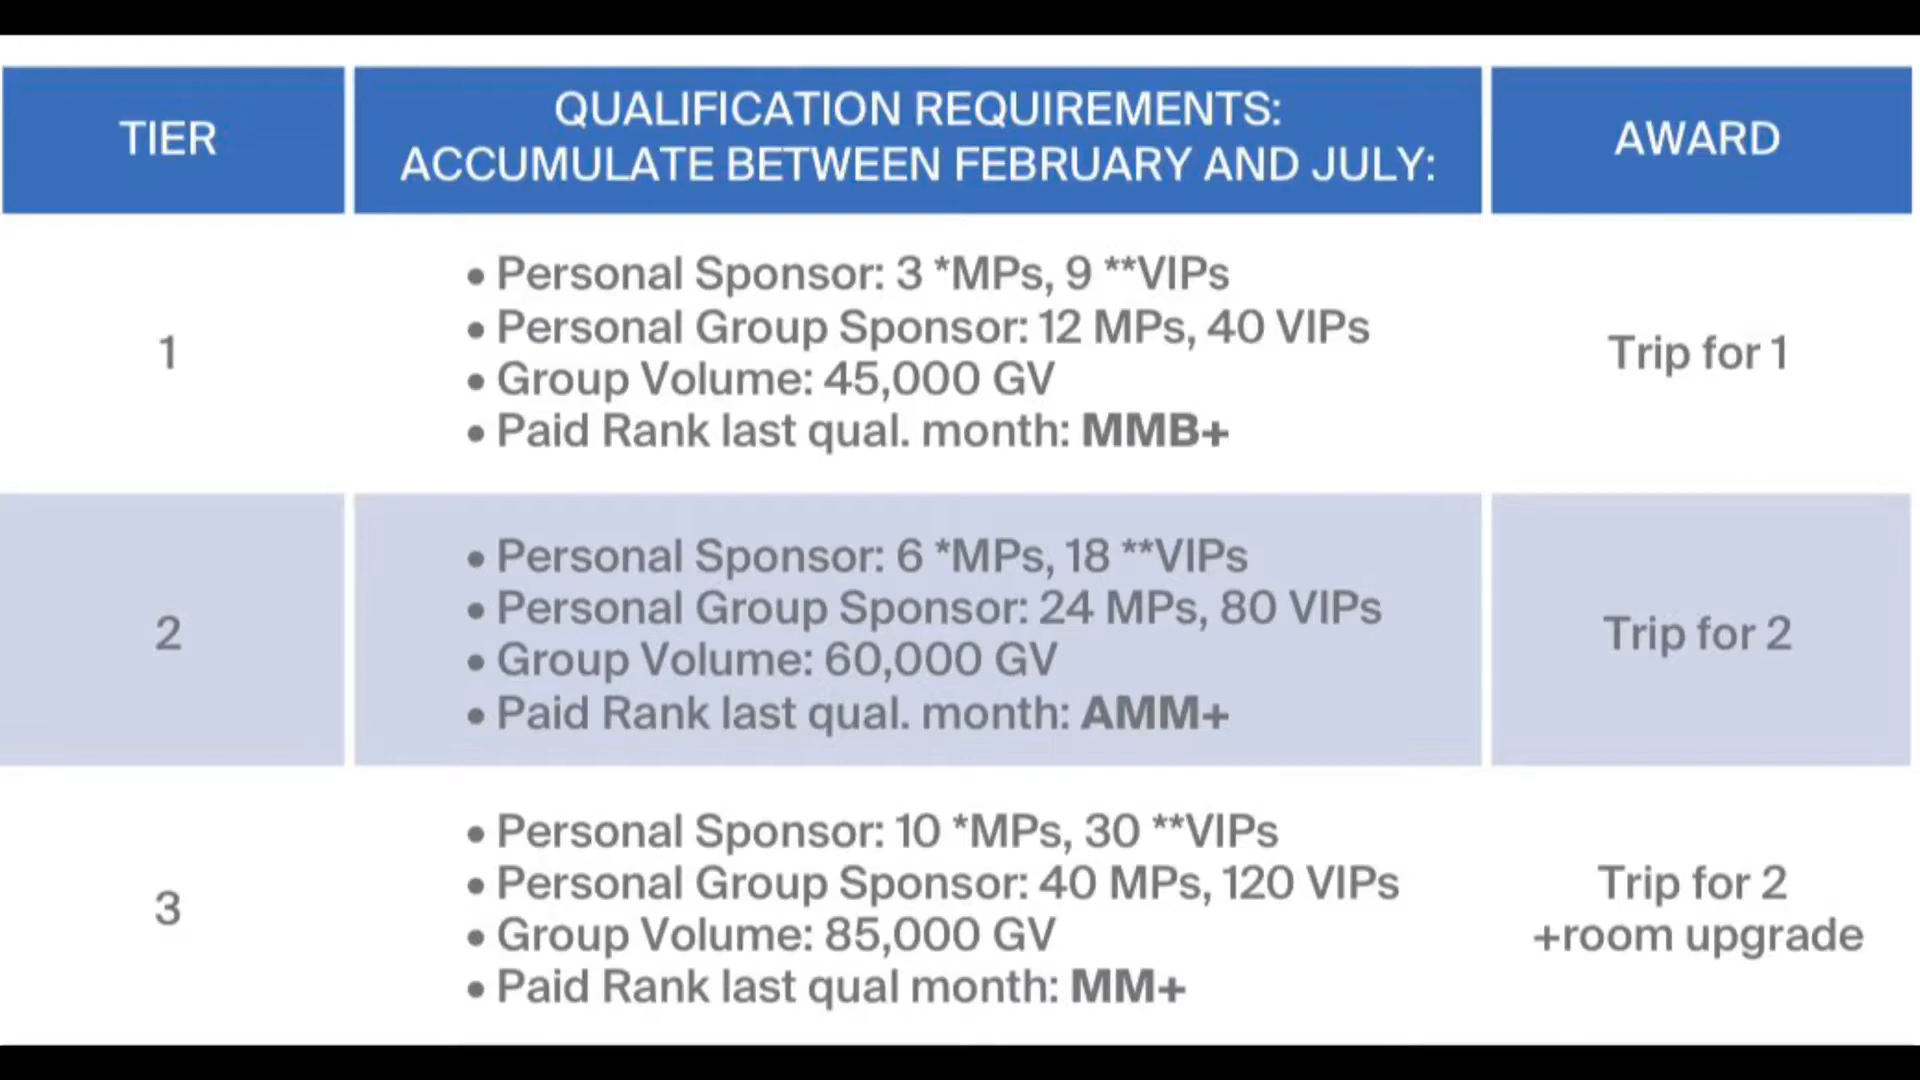 TIER
QUALIFICATION REQUIREMENTS:
ACCUMULATE BETWEEN FEBRUARY AND JULY:
AWARD
1
• Personal Sponsor: 3 *MPs, 9 **VIPs
• Personal Group Sponsor: 12 MPs, 40 VIPs
• Group Volume: 45,000 GV
• Paid Rank last qual. month: MMB+
Trip for 1
2
• Personal Sponsor: 6 *MPs, 18 **VIPs
• Personal Group Sponsor: 24 MPs, 80 VIPs
• Group Volume: 60,000 GV
• Paid Rank last qual. month: AMM+
Trip for 2
3
• Personal Sponsor: 10 *MPs, 30 **VIPs
• Personal Group Sponsor: 40 MPs, 120 VIPs
• Group Volume: 85,000 GV
• Paid Rank last qual month: MM+
Trip for 2
+room upgrade